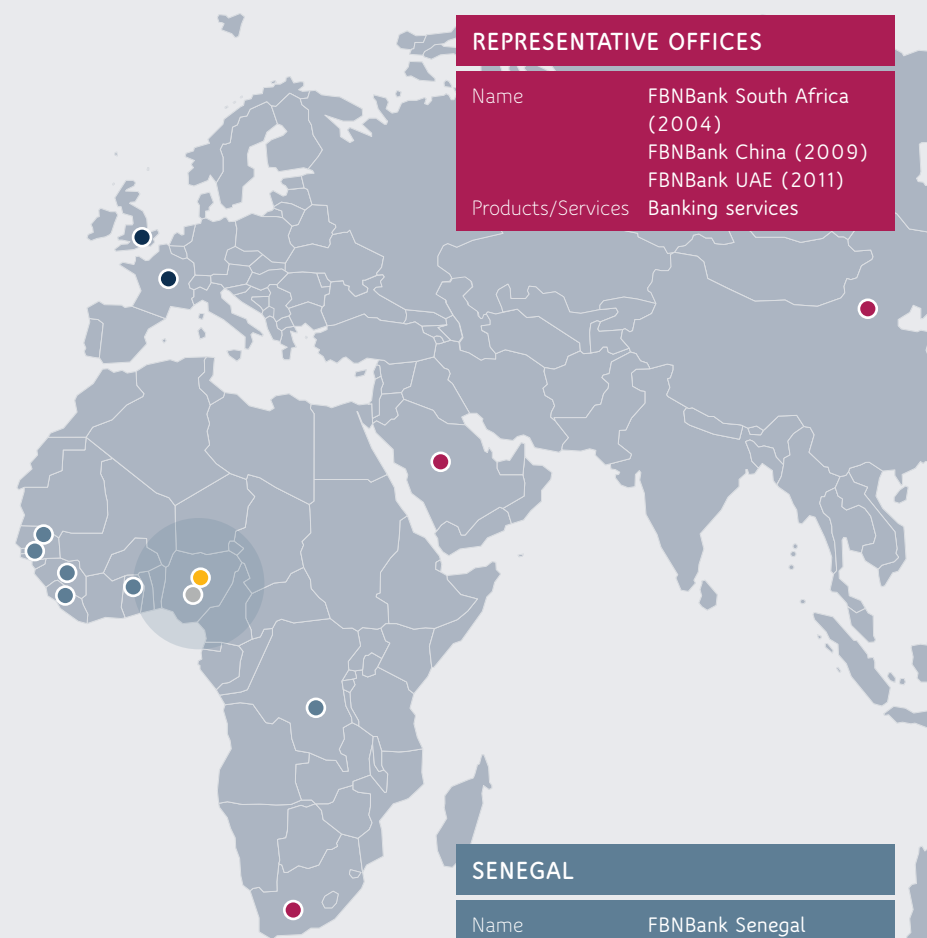 REPRESENTATIVE OFFICES
Name FBNBank South Africa
(2004)
FBNBank China (2009)
FBNBank UAE (2011)
Products/Services Banking services
SENEGAL
Name FBNBank Senegal